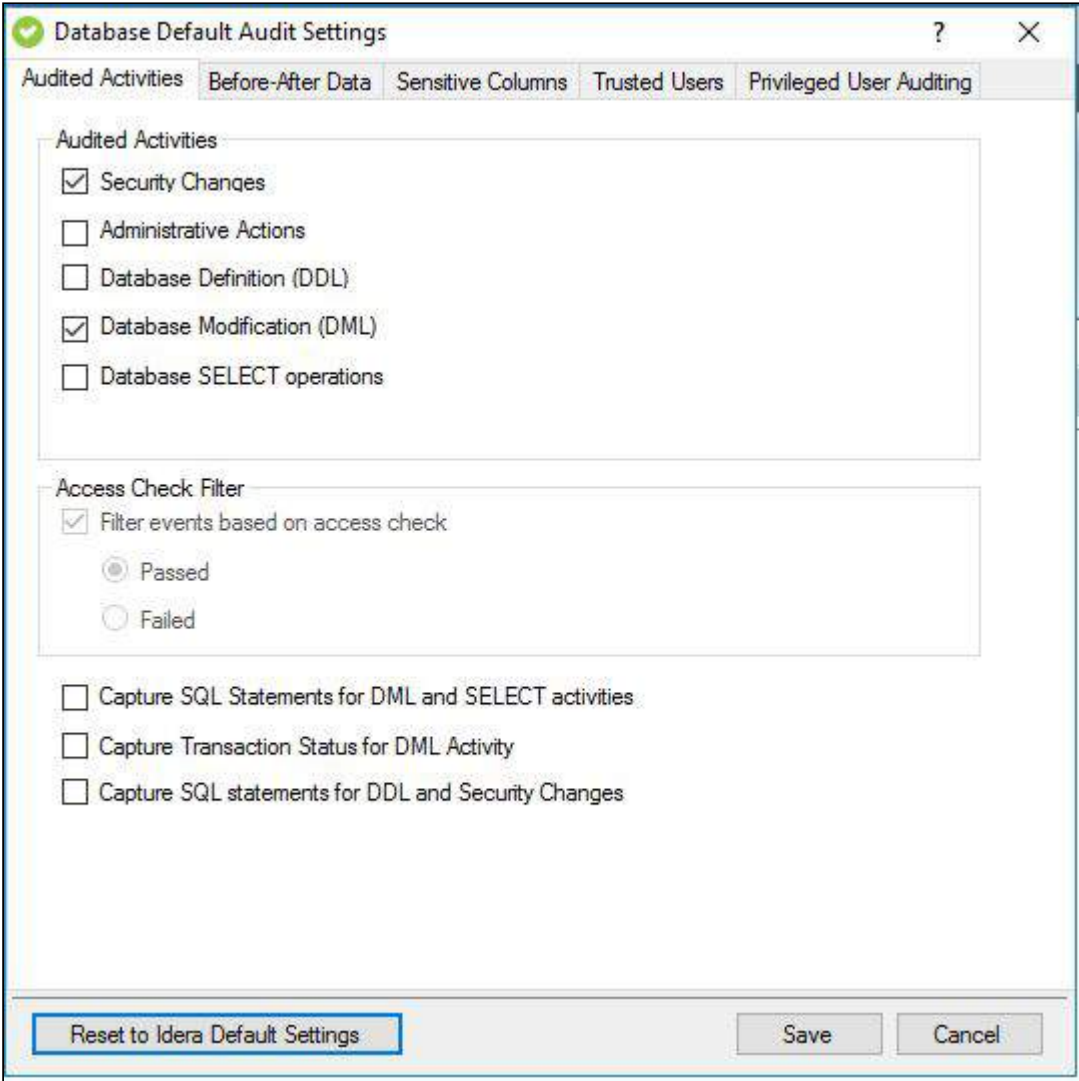 Database Default Audit Settings ?
Audited Activities Before-After Data Sensitive Columns Trusted Users Privileged User Auditing
Audited Activities
Security Changes
Administrative Actions
Database Definition (DDL)
Database Modification (DML)
Database SELECT operations
Access Check Filter
Filter events based on access check
Passed
Failed
Capture SQL Statements for DML and SELECT activities
Capture Transaction Status for DML Activity
Capture SQL statements for DDL and Security Changes
Reset to Idera Default Settings Save Cancel